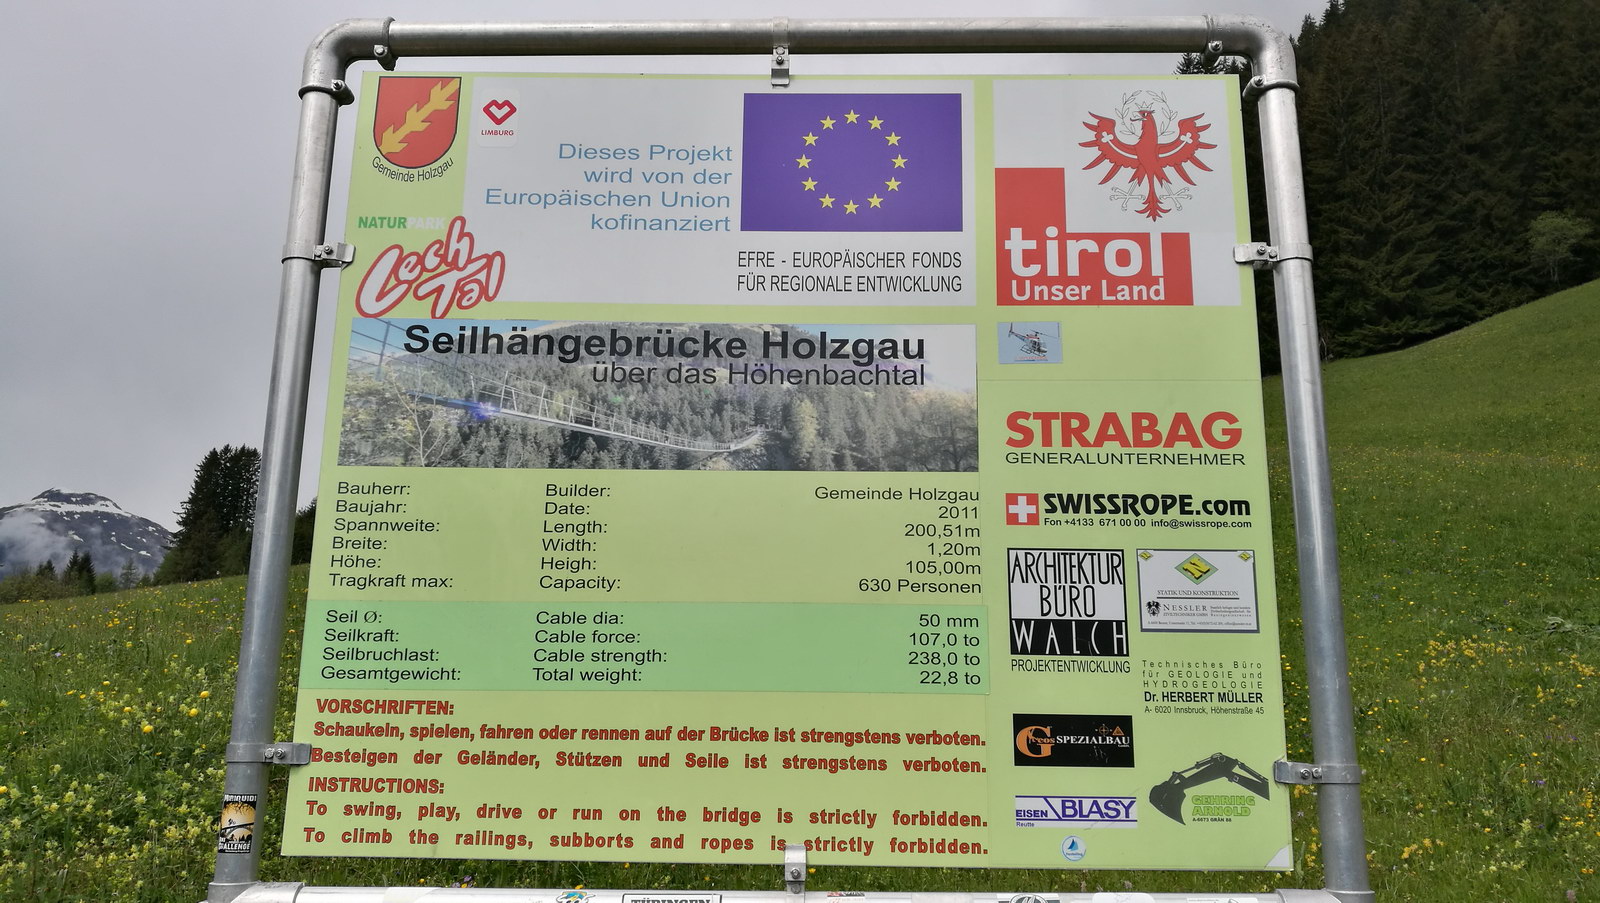 Gemeinde Holzgau
LIMBURG
NATURPARK
Lech
Tal
Dieses Projekt
wird von der
Europäischen Union
kofinanziert
EFRE - EUROPÄISCHER FONDS
FÜR REGIONALE ENTWICKLUNG
tirol
Unser Land
Seilhängebrücke Holzgau
über das Höhenbachtal
Bauherr: Builder: Gemeinde Holzgau
Baujahr: Date: 2011
Spannweite: Length: 200,51m
Breite: Width: 1,20m
Höhe: Heigh: 105,00m
Tragkraft max: Capacity: 630 Personen
Seil Ø: Cable dia: 50 mm
Seilkraft: Cable force: 107,0 to
Seilbruchlast: Cable strength: 238,0 to
Gesamtgewicht: Total weight: 22,8 to
VORSCHRIFTEN:
Schaukeln, spielen, fahren oder rennen auf der Brücke ist strengstens verboten.
Besteigen der Geländer, Stützen und Seile ist strengstens verboten.
INSTRUCTIONS:
To swing, play, drive or run on the bridge is strictly forbidden.
To climb the railings, subborts and ropes is strictly forbidden.
STRABAG
GENERALUNTERNEHMER
SWISSROPE.com
Fon +4133 671 00 00 info@swissrope.com
ARCHITEKTUR
BÜRO
WALCH
PROJEKTENTWICKLUNG
N
STATIK UND KONSTRUKTION
NESSLER
Technisches Büro
für GEOLOGIE und
HYDROGEOLOGIE
Dr. HERBERT MÜLLER
A- 6020 Innsbruck, Höhenstraße 45
Geos SPEZIALBAU
EISEN BLASY
Reutte
GEHRING
ARNOLD
A-6673 GRÄN 86
CHALLENGE
TÜBINGEN